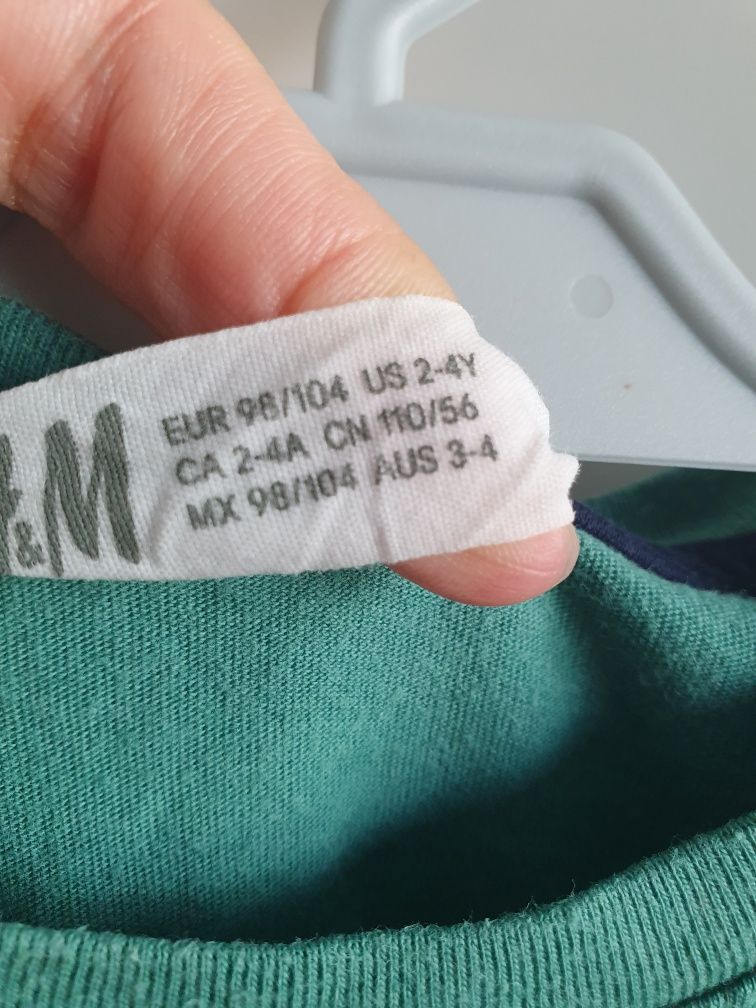 H&M
EUR 98/104 US 2-4Y
CA 2-4A CN 110/56
MX 98/104 AUS 3-4